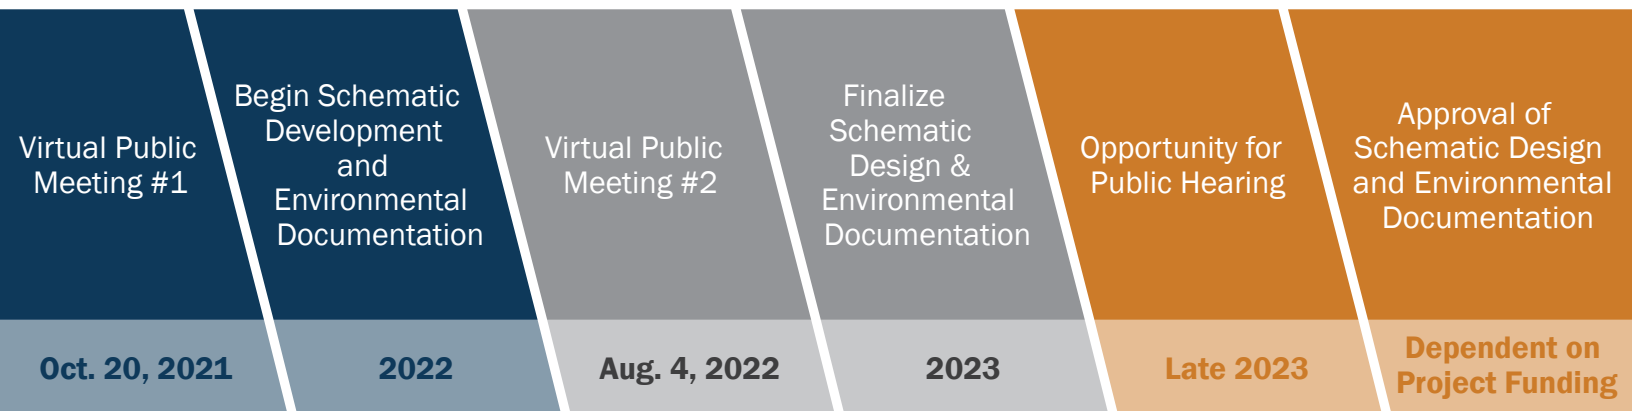 Virtual Public
Meeting #1
Oct. 20, 2021
Begin Schematic
Development
and
Environmental
Documentation
2022
Virtual Public
Meeting #2
Aug. 4, 2022
Finalize
Schematic
Design &
Environmental
Documentation
2023
Opportunity for
Public Hearing
Late 2023
Approval of
Schematic Design
and Environmental
Documentation
Dependent on
Project Funding